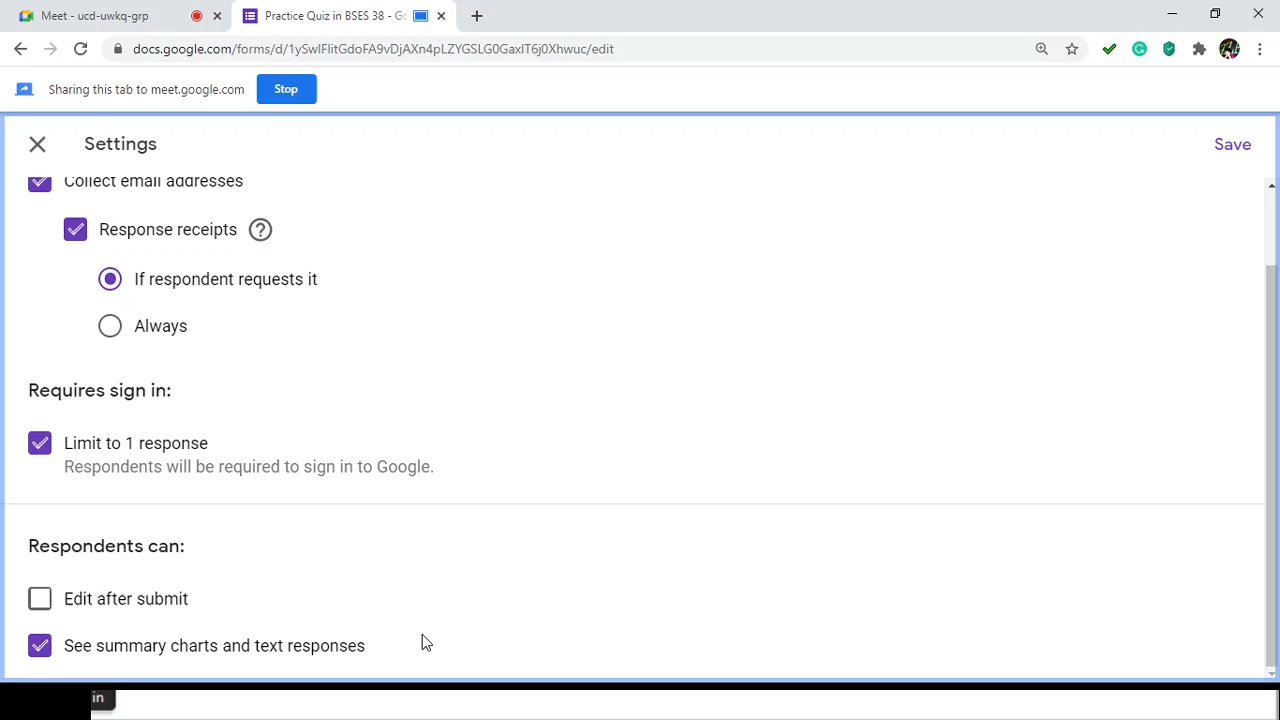 Meet - ucd-uwkq-grp
Practice Quiz in BSES 38 - Go
docs.google.com/forms/d/1ySwIFlitGdoFA9vDjAXn4pLZYGSLG0GaxlT6j0Xhwuc/edit
Sharing this tab to meet.google.com
Stop
Settings
Save
Collect email addresses
Response receipts
If respondent requests it
Always
Requires sign in:
Limit to 1 response
Respondents will be required to sign in to Google.
Respondents can:
Edit after submit
See summary charts and text responses
in